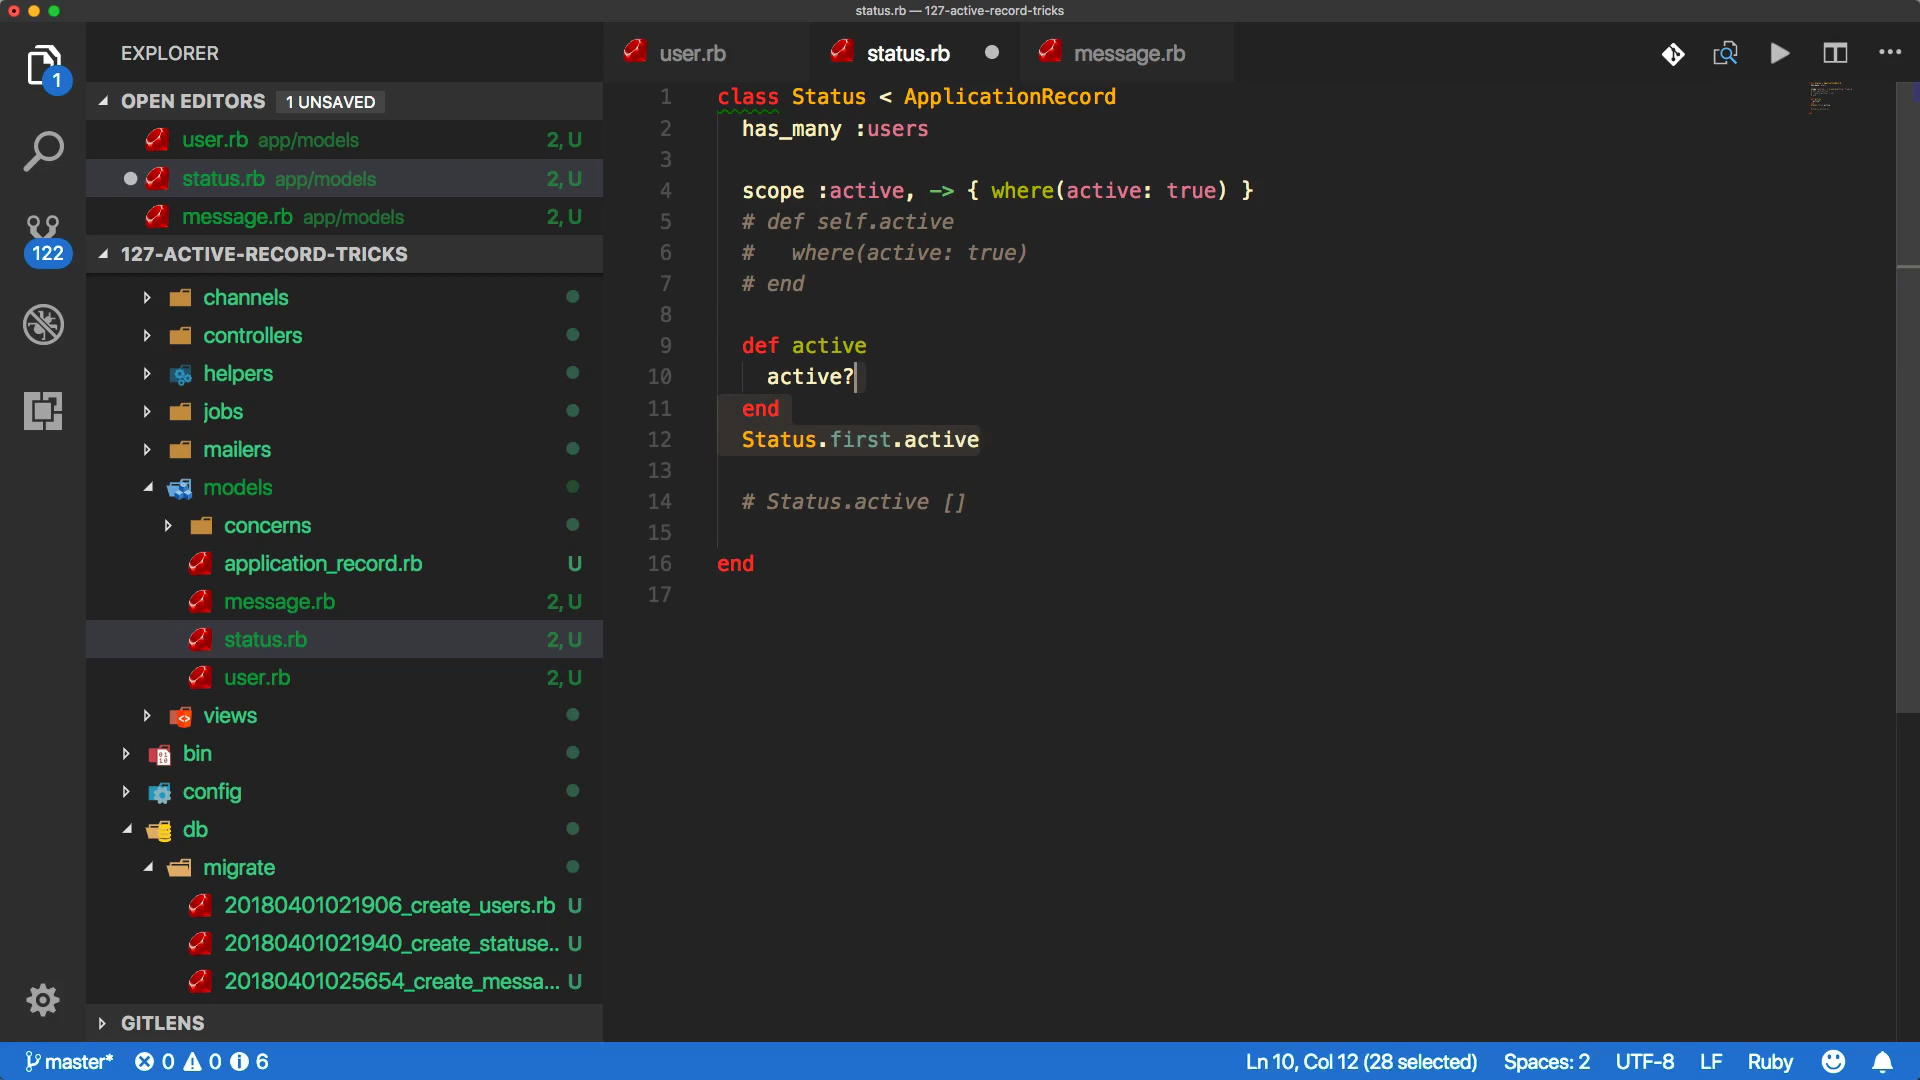 status.rb — 127-active-record-tricks
EXPLORER
1
OPEN EDITORS 1 UNSAVED
user.rb app/models 2, U
status.rb app/models 2, U
message.rb app/models 2, U
122
127-ACTIVE-RECORD-TRICKS
channels
controllers
helpers
jobs
mailers
models
concerns
application_record.rb U
message.rb 2, U
status.rb 2, U
user.rb 2, U
views
bin
config
db
migrate
20180401021906_create_users.rb U
20180401021940_create_statuse.. U
20180401025654_create_messa... U
GITLENS
user.rb status.rb message.rb
1 class Status < ApplicationRecord
2 has_many :users
3
4 scope :active, -> { where(active: true) }
5 # def self.active
6 #   where(active: true)
7 # end
8
9 def active
10 active?
11 end
12 Status.first.active
13
14 # Status.active []
15
16 end
17
master* 0 0 6 Ln 10, Col 12 (28 selected) Spaces: 2 UTF-8 LF Ruby